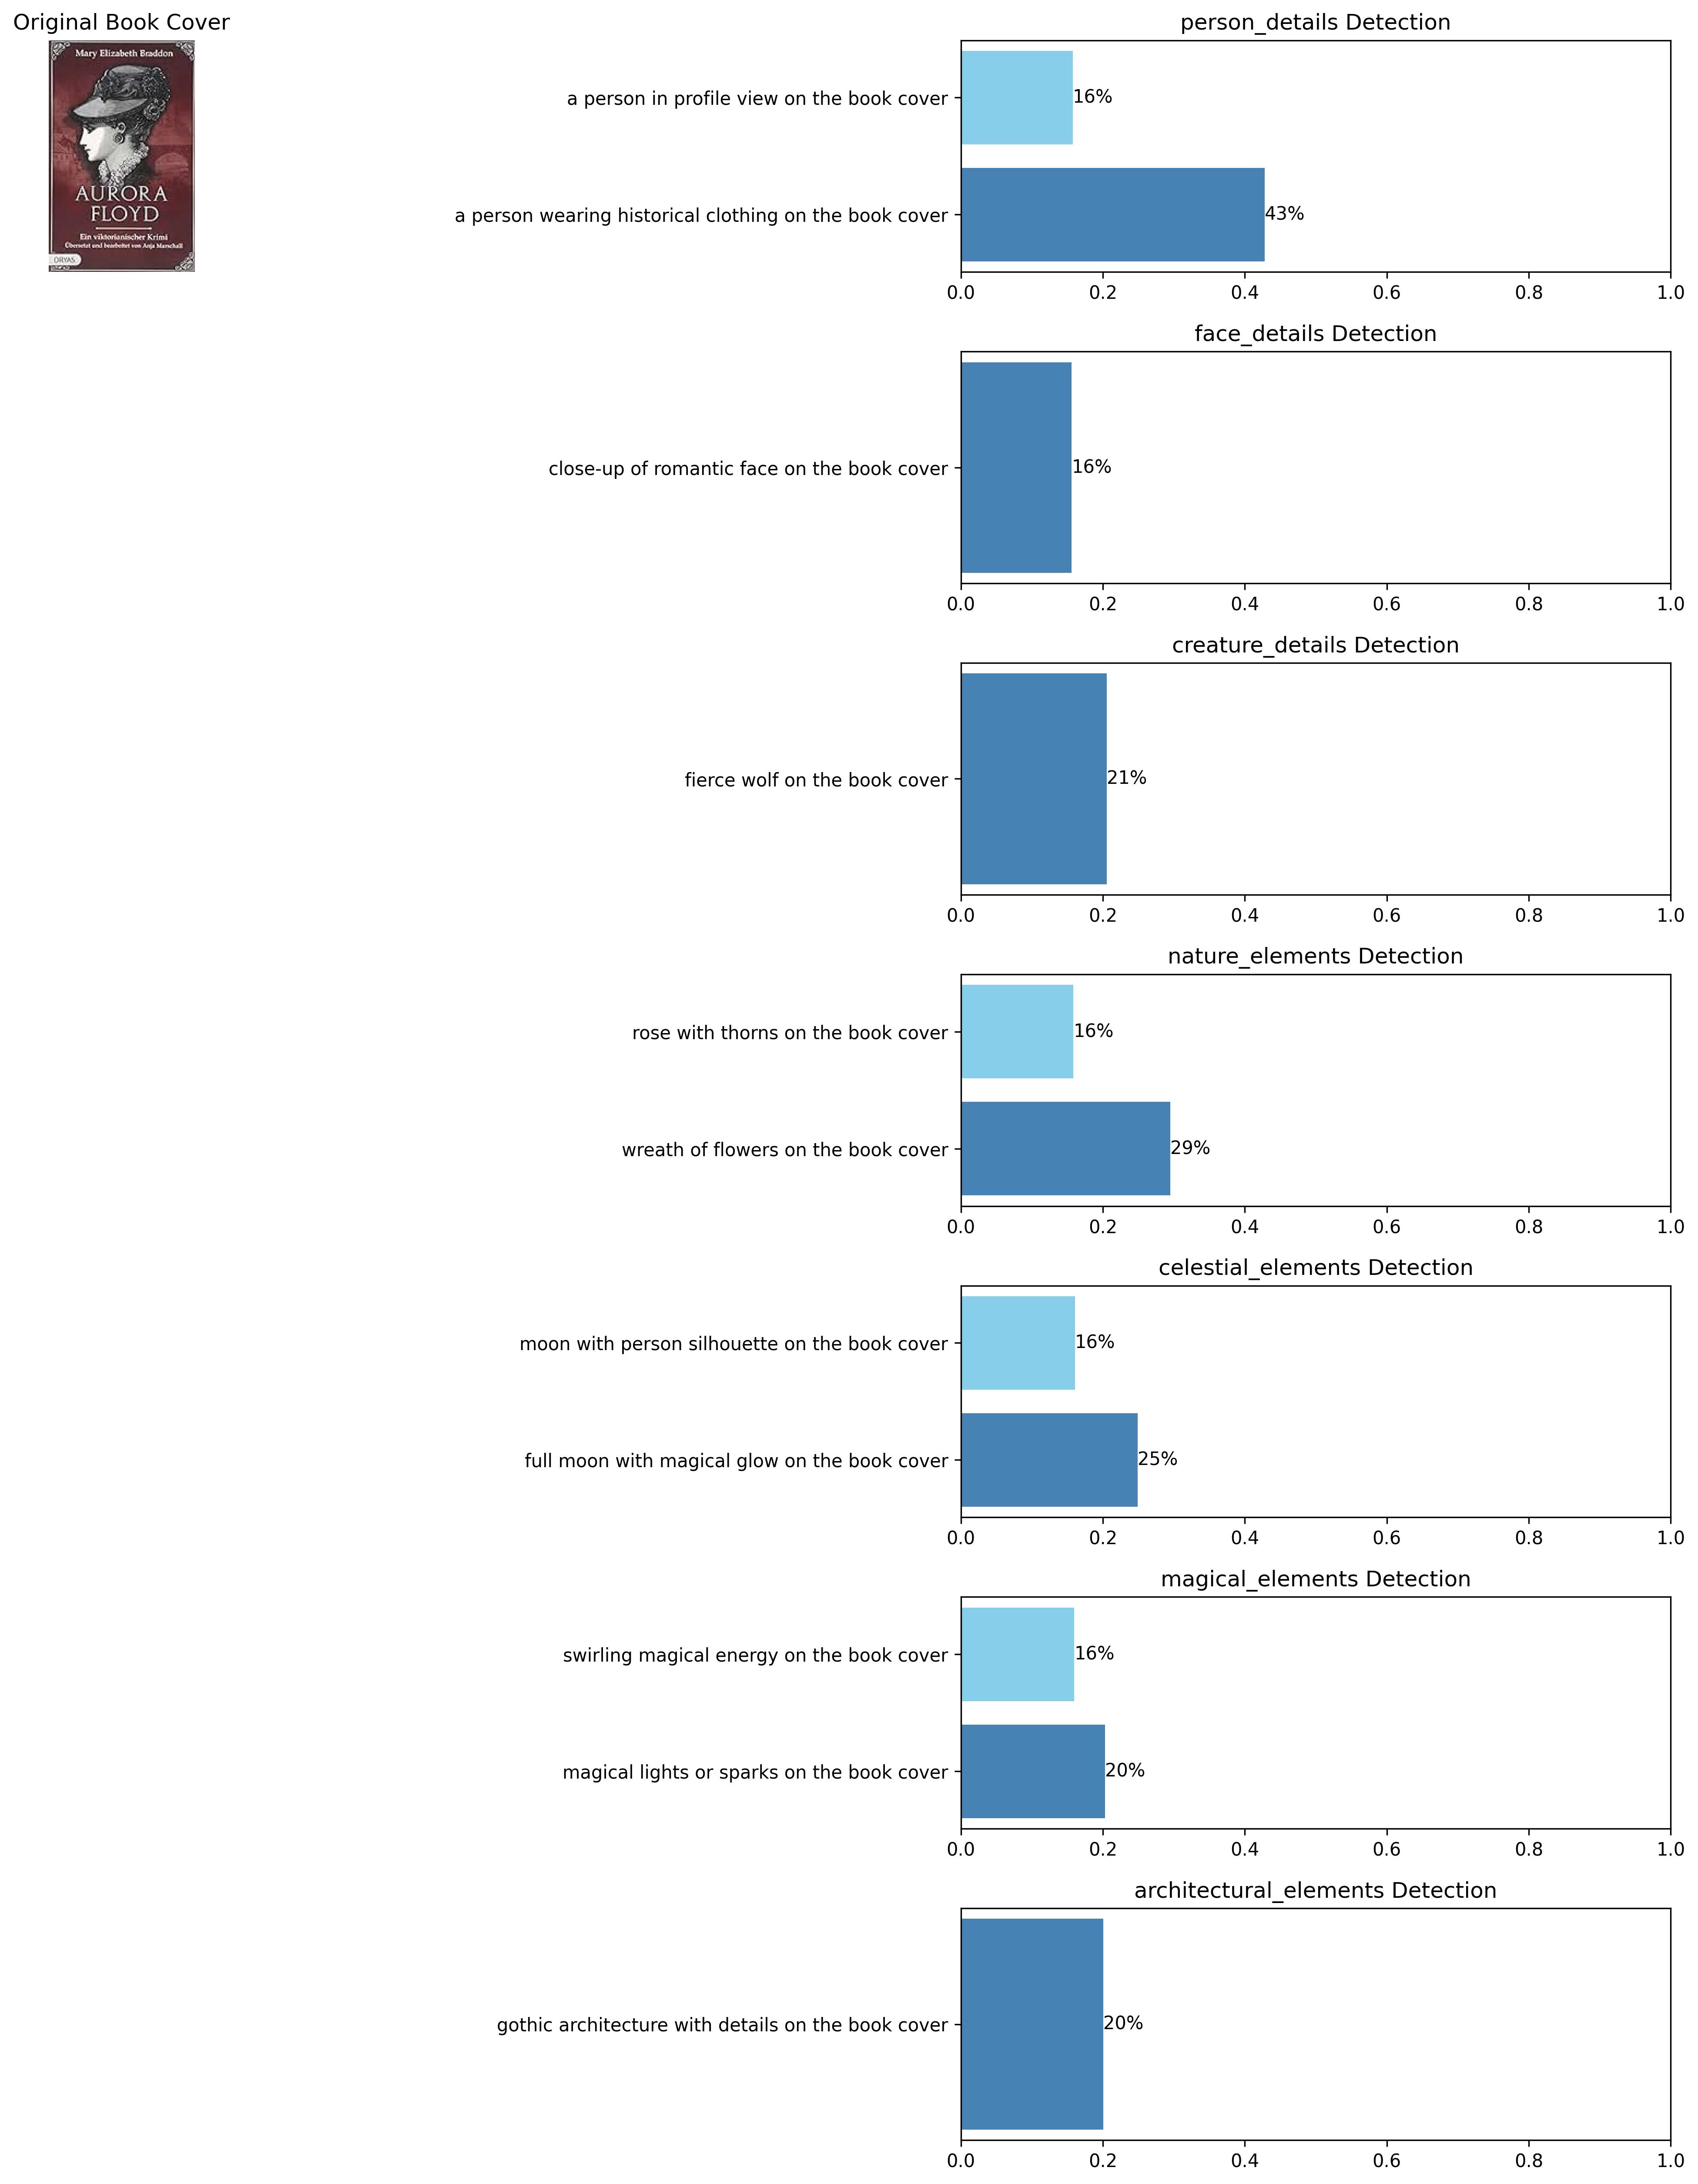 Original Book Cover
Mary Elizabeth Braddon
AURORA
FLOYD
Ein viktorianischer Krimi
Übersetzt und bearbeitet von Anja Marschall
ORYAS
person_details Detection
a person in profile view on the book cover
16%
a person wearing historical clothing on the book cover
43%
0.0 0.2 0.4 0.6 0.8 1.0
face_details Detection
close-up of romantic face on the book cover
16%
0.0 0.2 0.4 0.6 0.8 1.0
creature_details Detection
fierce wolf on the book cover
21%
0.0 0.2 0.4 0.6 0.8 1.0
nature_elements Detection
rose with thorns on the book cover
16%
wreath of flowers on the book cover
29%
0.0 0.2 0.4 0.6 0.8 1.0
celestial_elements Detection
moon with person silhouette on the book cover
16%
full moon with magical glow on the book cover
25%
0.0 0.2 0.4 0.6 0.8 1.0
magical_elements Detection
swirling magical energy on the book cover
16%
magical lights or sparks on the book cover
20%
0.0 0.2 0.4 0.6 0.8 1.0
architectural_elements Detection
gothic architecture with details on the book cover
20%
0.0 0.2 0.4 0.6 0.8 1.0